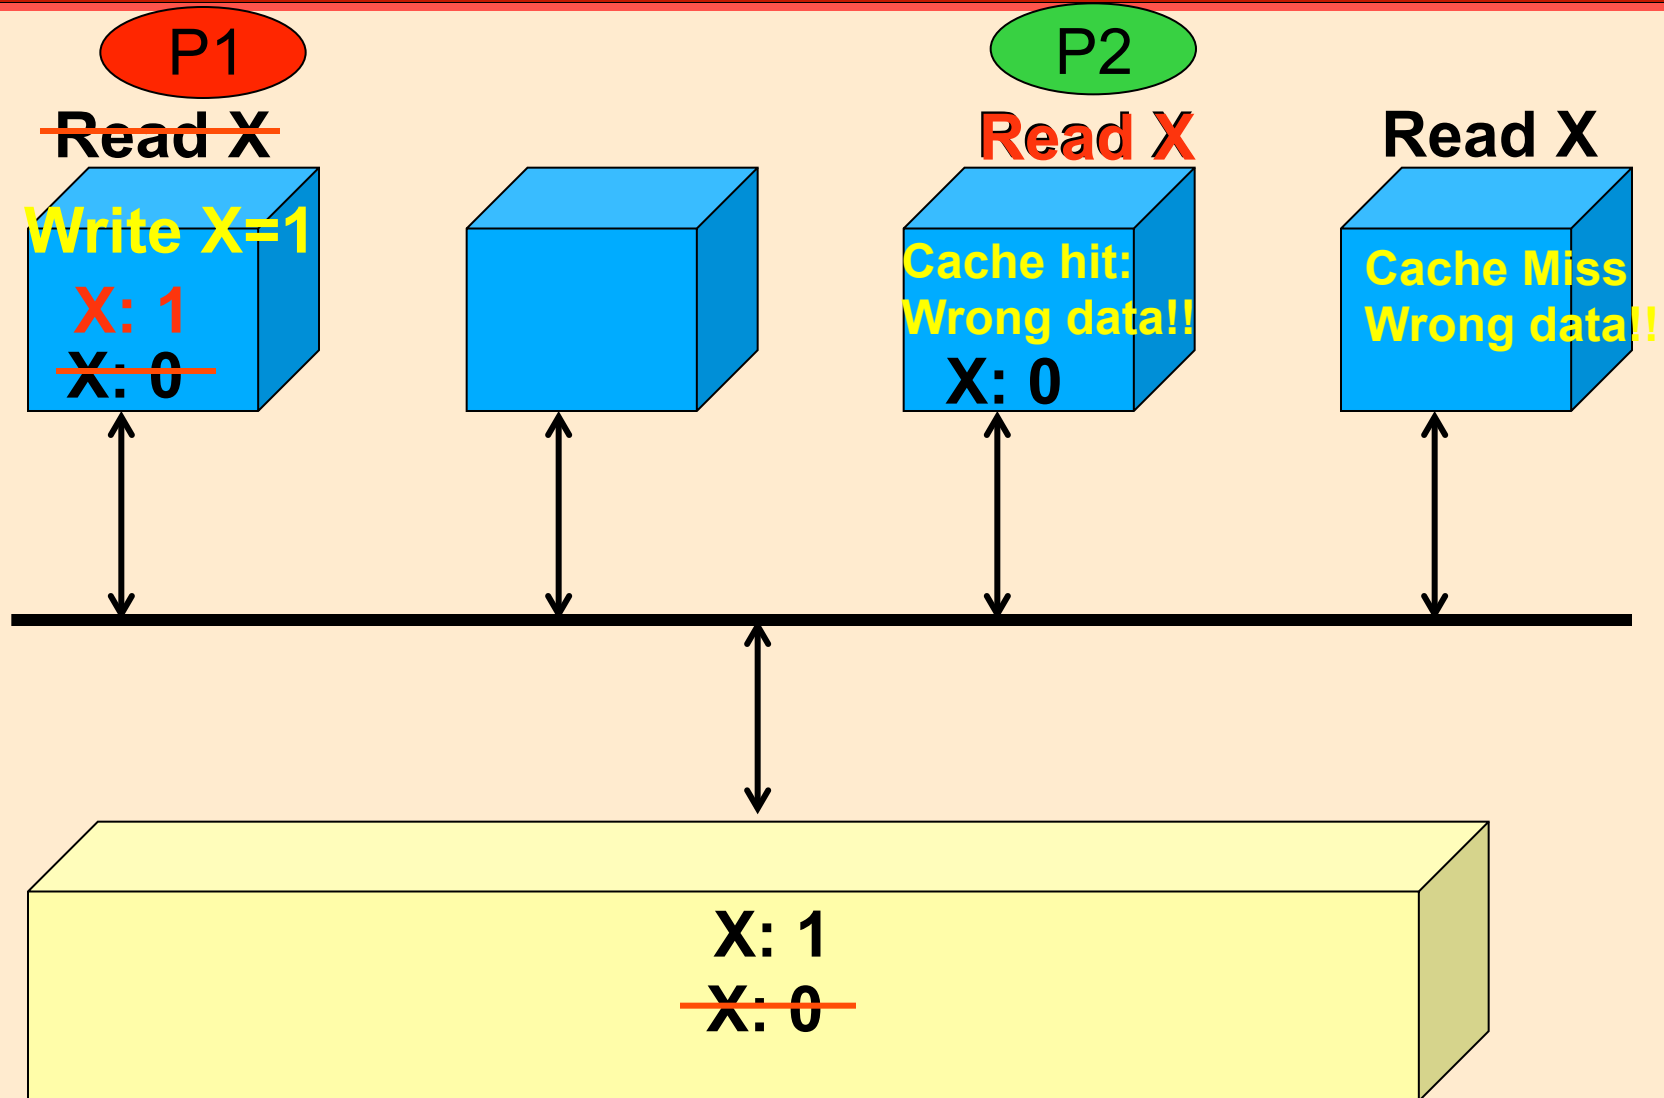 P1
P2
Read X
Read X
Read X
Write X=1
X: 1
X: 0
Cache hit:
Wrong data!!
X: 0
Cache Miss
Wrong data!!
X: 1
X: 0